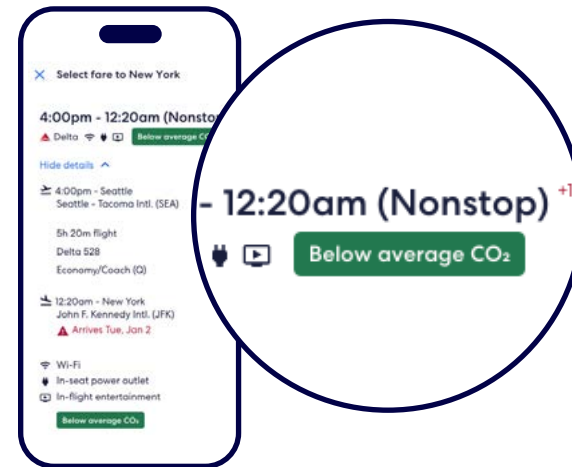 Select fare to New York
4:00pm - 12:20am (Nonstop
Delta Below average C
Hide details
4:00pm - Seattle
Seattle - Tacoma Intl. (SEA)
5h 20m flight
Delta 528
Economy/Coach (Q)
12:20am - New York
John F. Kennedy Intl. (JFK)
Arrives Tue, Jan 2
Wi-Fi
In-seat power outlet
In-flight entertainment
Below average CO₂
- 12:20am (Nonstop) +1
Below average CO₂